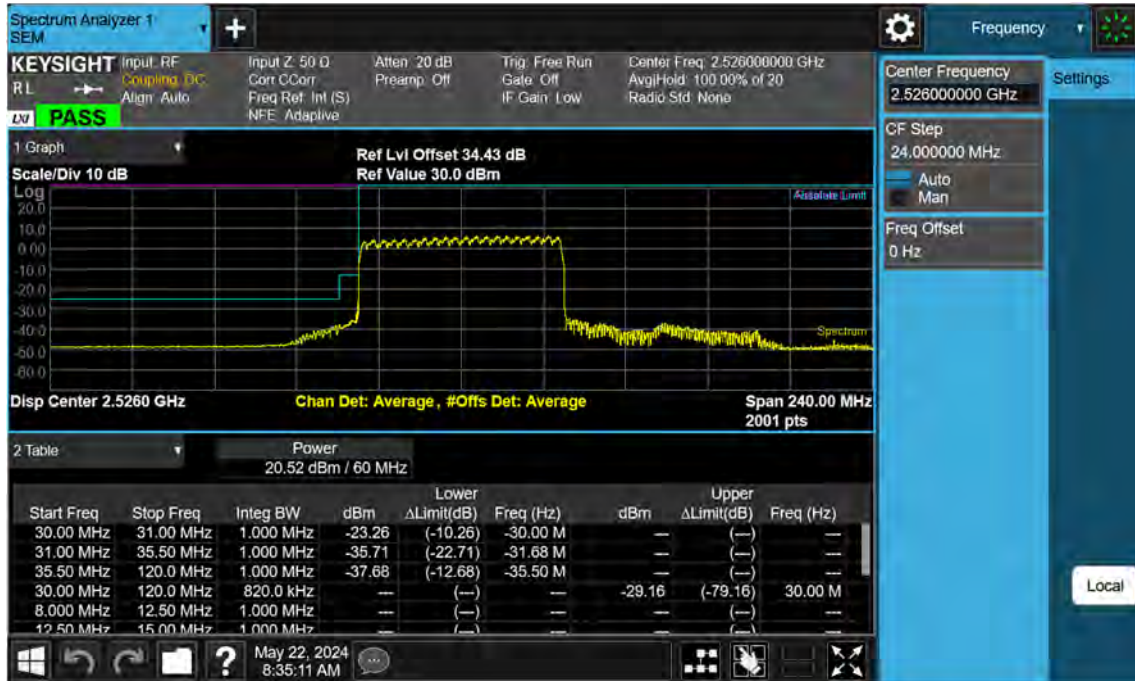 Spectrum Analyzer 1
SEM
+
Frequency
KEYSIGHT Input: RF Input Z: 50 Ω Atten: 20 dB Trig: Free Run Center Freq: 2.526000000 GHz
RL Coupling: DC Corr CCorr Preamp: Off Gate: Off Avg|Hold: 100.00% of 20
Align: Auto Freq Ref: Int (S) IF Gain: Low Radio Std: None
LXI PASS NFE: Adaptive
Center Frequency
2.526000000 GHz
Settings
CF Step
24.000000 MHz
Auto
Man
Freq Offset
0 Hz
Local
1 Graph
Ref Lvl Offset 34.43 dB
Scale/Div 10 dB Ref Value 30.0 dBm
Log
Absolute Limit
20.0
10.0
0.00
-10.0
-20.0
-30.0
-40.0
Spectrum
-50.0
-60.0
Disp Center 2.5260 GHz Chan Det: Average, #Offs Det: Average Span 240.00 MHz
2001 pts
2 Table
Power
20.52 dBm / 60 MHz
Lower Upper
Start Freq Stop Freq Integ BW dBm ΔLimit(dB) Freq (Hz) dBm ΔLimit(dB) Freq (Hz)
30.00 MHz 31.00 MHz 1.000 MHz -23.26 (-10.26) -30.00 M --- (---) ---
31.00 MHz 35.50 MHz 1.000 MHz -35.71 (-22.71) -31.68 M --- (---) ---
35.50 MHz 120.0 MHz 1.000 MHz -37.68 (-12.68) -35.50 M --- (---) ---
30.00 MHz 120.0 MHz 820.0 kHz --- (---) --- -29.16 (-79.16) 30.00 M
8.000 MHz 12.50 MHz 1.000 MHz --- (---) --- --- (---) ---
12.50 MHz 15.00 MHz 1.000 MHz --- (---) --- --- (---) ---
? May 22, 2024
8:35:11 AM